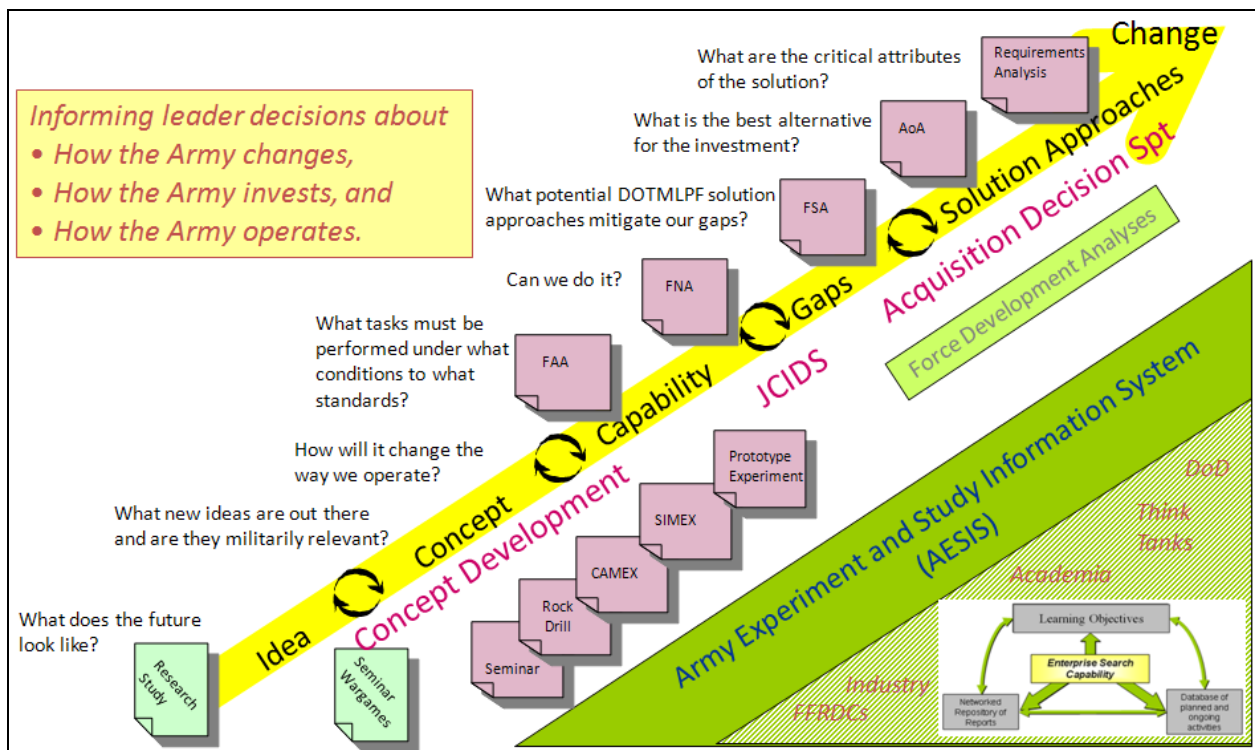 Change
What are the critical attributes
of the solution?
Requirements
Analysis
Informing leader decisions about
• How the Army changes,
• How the Army invests, and
• How the Army operates.
What is the best alternative
for the investment?
AoA
Solution Approaches
Acquisition Decision Spt
What potential DOTMLPF solution
approaches mitigate our gaps?
FSA
Force Development Analyses
Can we do it?
FNA
Gaps
JCIDS
What tasks must be
performed under what
conditions to what
standards?
FAA
Capability
How will it change the
way we operate?
Concept
Concept Development
Prototype
Experiment
SIMEX
CAMEX
Rock
Drill
Seminar
What new ideas are out there
and are they militarily relevant?
What does the future
look like?
Research
Study
Idea
Seminar
Wargames
Army Experiment and Study Information System
(AESIS)
DoD
Think
Tanks
Academia
Industry
FFRDCs
Learning Objectives
Enterprise Search
Capability
Networked
Repository of
Reports
Database of
planned and
ongoing
activities